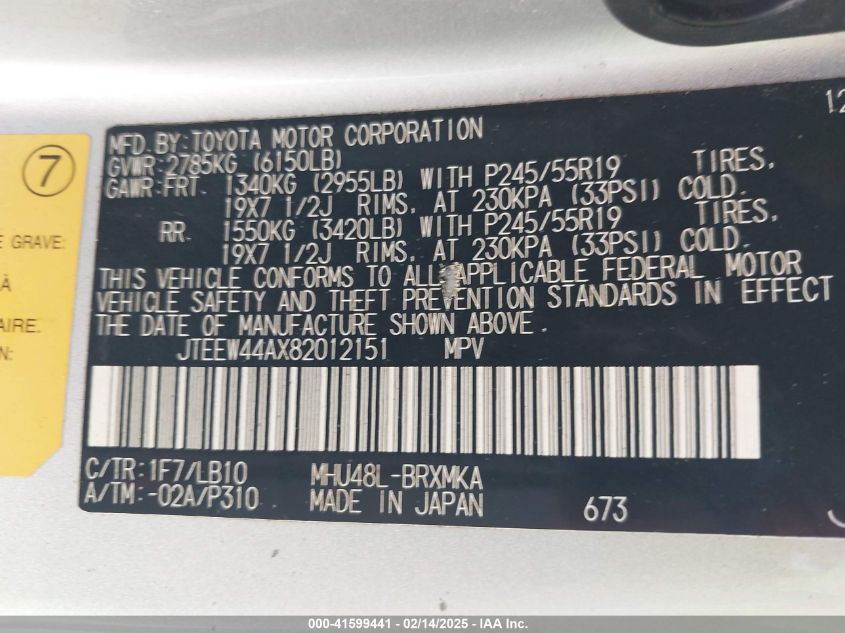 12
MFD. BY: TOYOTA MOTOR CORPORATION
7
GVWR: 2785KG (6150LB)
GAWR: FRT. 1340KG (2955LB) WITH P245/55R19 TIRES,
19X7 1/2J RIMS, AT 230KPA (33PSI) COLD.
RR. 1550KG (3420LB) WITH P245/55R19 TIRES,
19X7 1/2J RIMS, AT 230KPA (33PSI) COLD.
E GRAVE:
À
AIRE.
THIS VEHICLE CONFORMS TO ALL APPLICABLE FEDERAL MOTOR
VEHICLE SAFETY AND THEFT PREVENTION STANDARDS IN EFFECT
THE DATE OF MANUFACTURE SHOWN ABOVE.
JTEEW44AX82012151 MPV
C/TR: 1F7/LB10 MHU48L-BRXMKA
A/TM: -02A/P310 MADE IN JAPAN 673
000-41599441 - 02/14/2025 - IAA Inc.